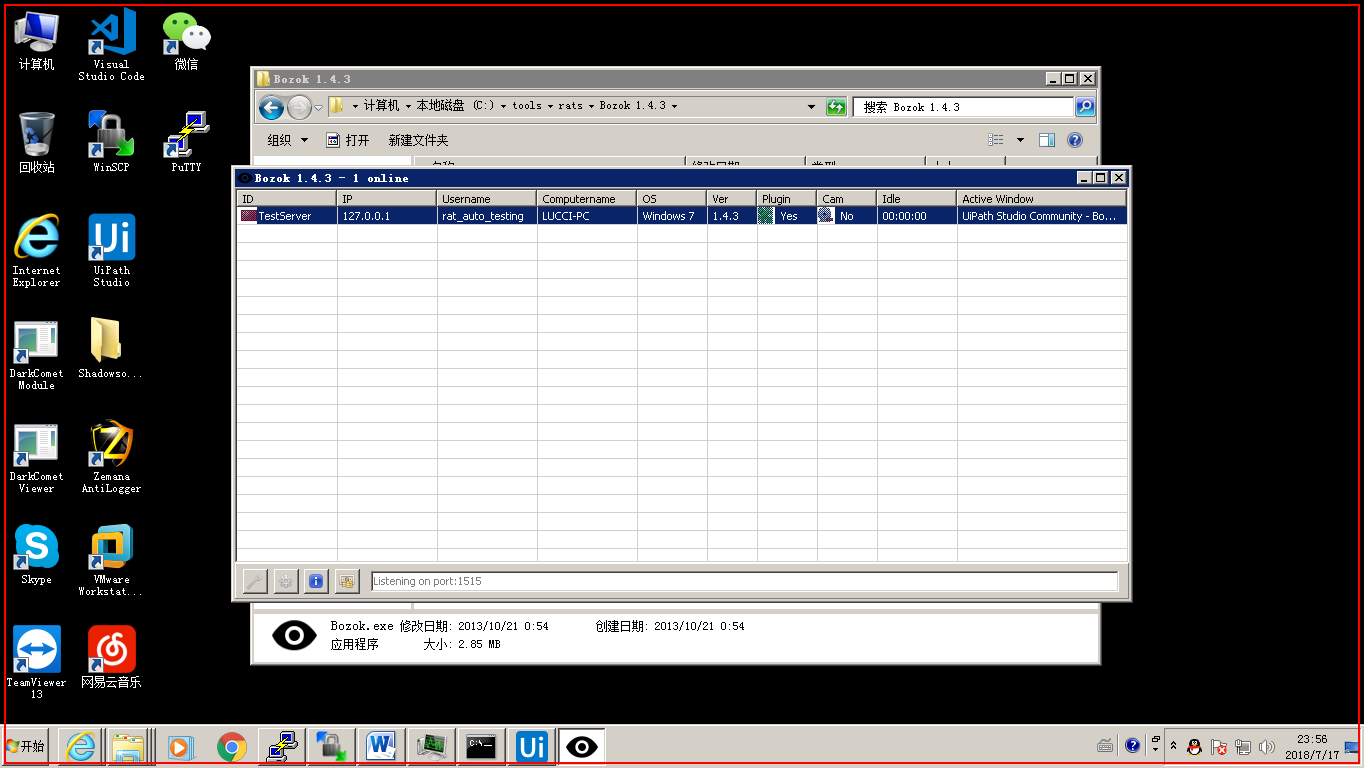 计算机
Visual
Studio Code
微信
回收站
WinSCP
PuTTY
Internet
Explorer
UiPath
Studio
DarkComet
Module
Shadowso...
DarkComet
Viewer
Zemana
AntiLogger
Skype
VMware
Workstat...
TeamViewer
13
网易云音乐
Bozok 1.4.3
计算机 本地磁盘 (C:) tools rats Bozok 1.4.3
搜索 Bozok 1.4.3
组织 打开 新建文件夹
Bozok 1.4.3 - 1 online
ID IP Username Computername OS Ver Plugin Cam Idle Active Window
TestServer 127.0.0.1 rat_auto_testing LUCCI-PC Windows 7 1.4.3 Yes No 00:00:00 UiPath Studio Community - Bo...
Listening on port:1515
Bozok.exe 修改日期: 2013/10/21 0:54 创建日期: 2013/10/21 0:54
应用程序 大小: 2.85 MB
开始
23:56
2018/7/17